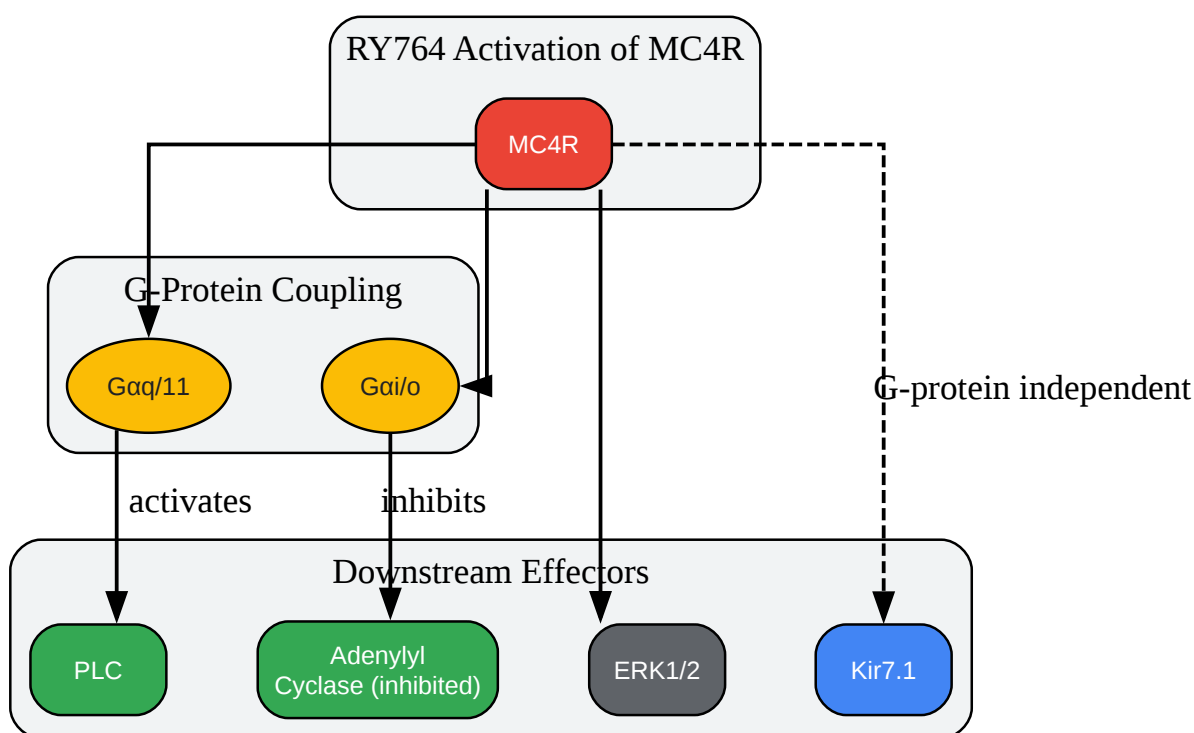 RY764 Activation of MC4R
MC4R
G-Protein Coupling
Gαq/11
Gαi/o
G-protein independent
activates
inhibits
Downstream Effectors
PLC
Adenylyl
Cyclase (inhibited)
ERK1/2
Kir7.1